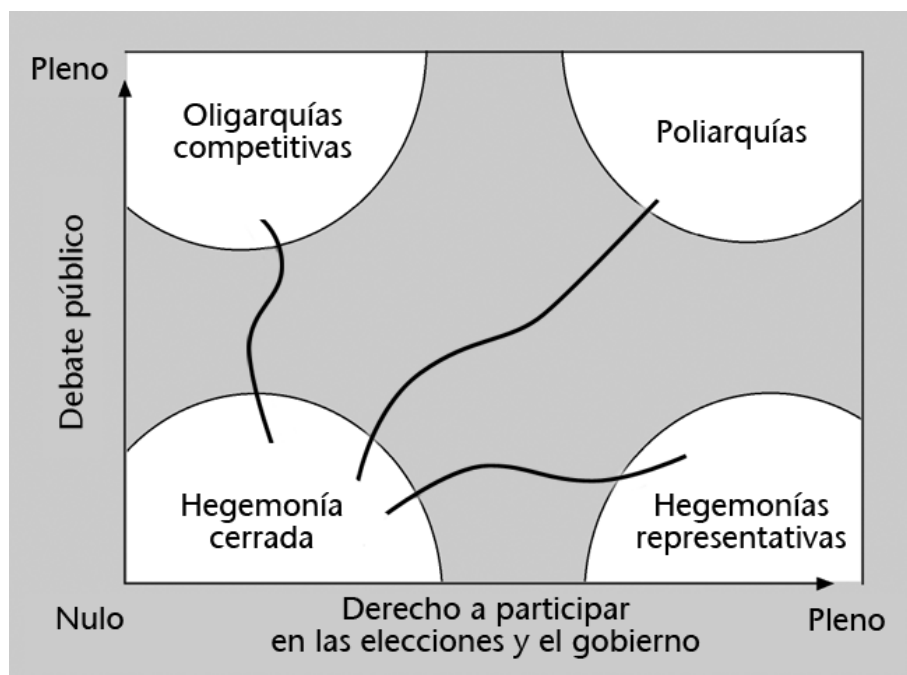 Pleno
Oligarquías
competitivas
Poliarquías
Debate público
Hegemonía
cerrada
Hegemonías
representativas
Nulo
Derecho a participar
en las elecciones y el gobierno
Pleno